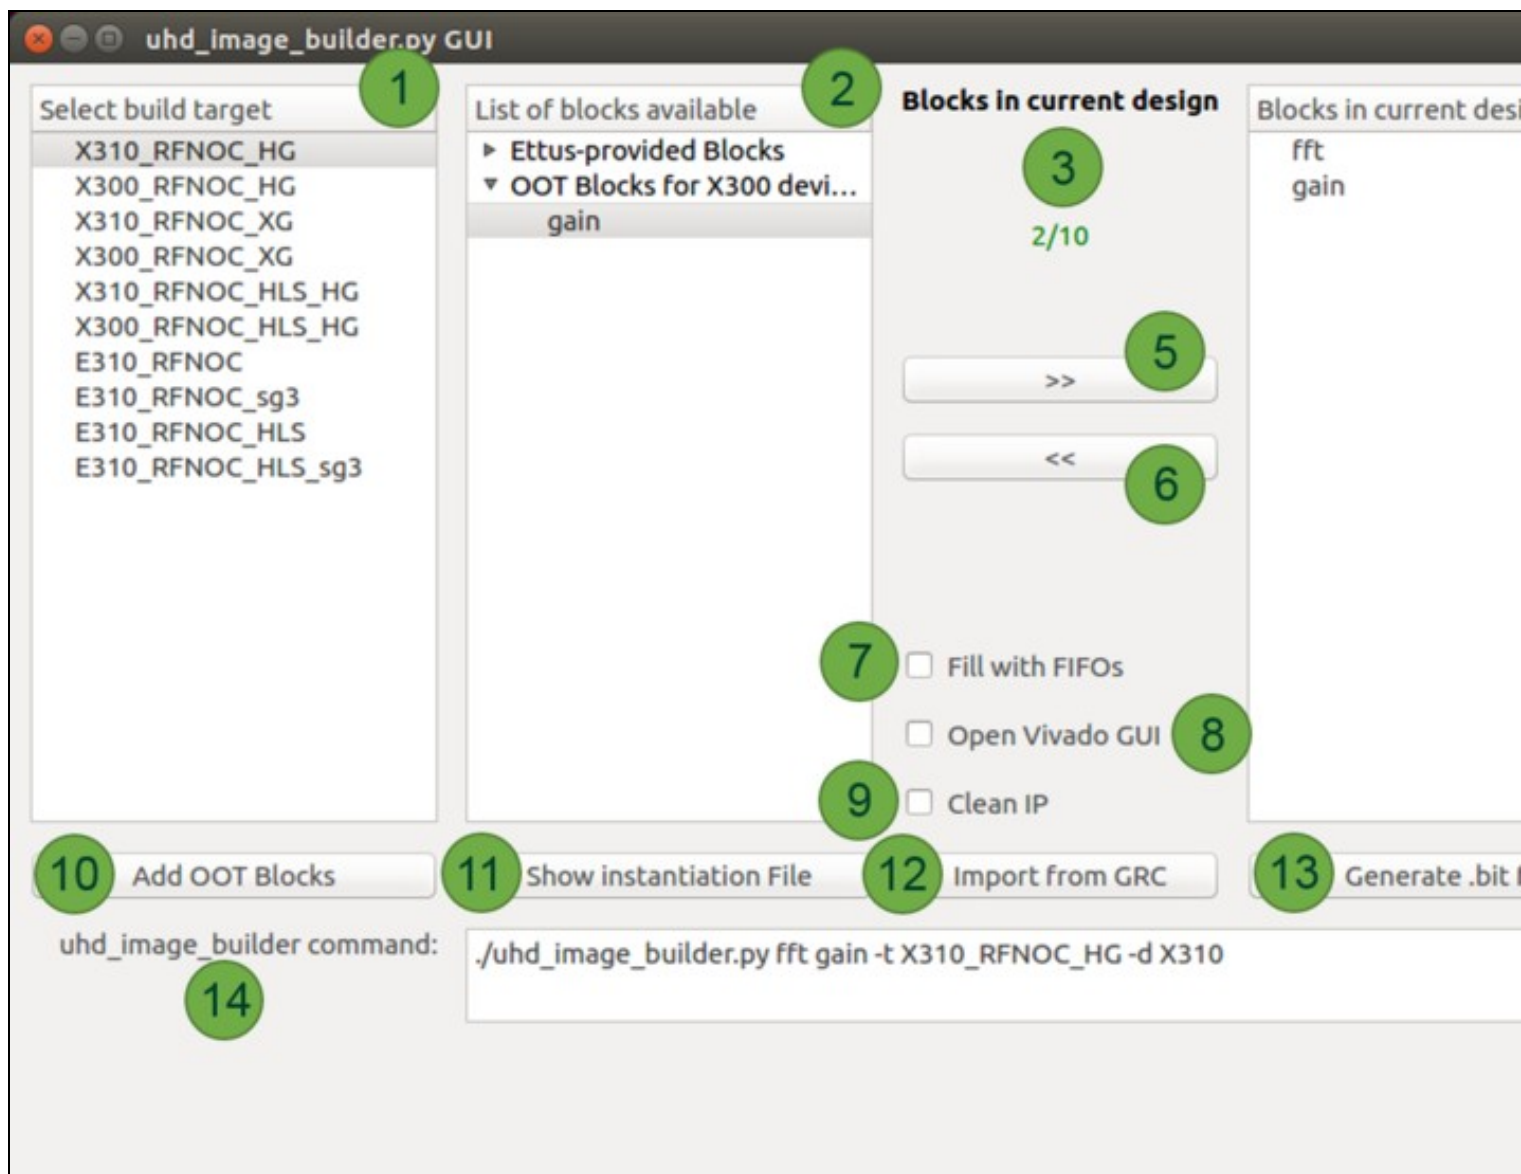 uhd_image_builder.py GUI
1
Select build target
X310_RFNOC_HG
X300_RFNOC_HG
X310_RFNOC_XG
X300_RFNOC_XG
X310_RFNOC_HLS_HG
X300_RFNOC_HLS_HG
E310_RFNOC
E310_RFNOC_sg3
E310_RFNOC_HLS
E310_RFNOC_HLS_sg3
2
List of blocks available
▶ Ettus-provided Blocks
▼ OOT Blocks for X300 devi...
gain
Blocks in current design
3
2/10
5
>>
<<
6
7
Fill with FIFOs
Open Vivado GUI
8
9
Clean IP
Blocks in current desi
fft
gain
10
Add OOT Blocks
11
Show instantiation File
12
Import from GRC
13
Generate .bit
uhd_image_builder command:
14
./uhd_image_builder.py fft gain -t X310_RFNOC_HG -d X310